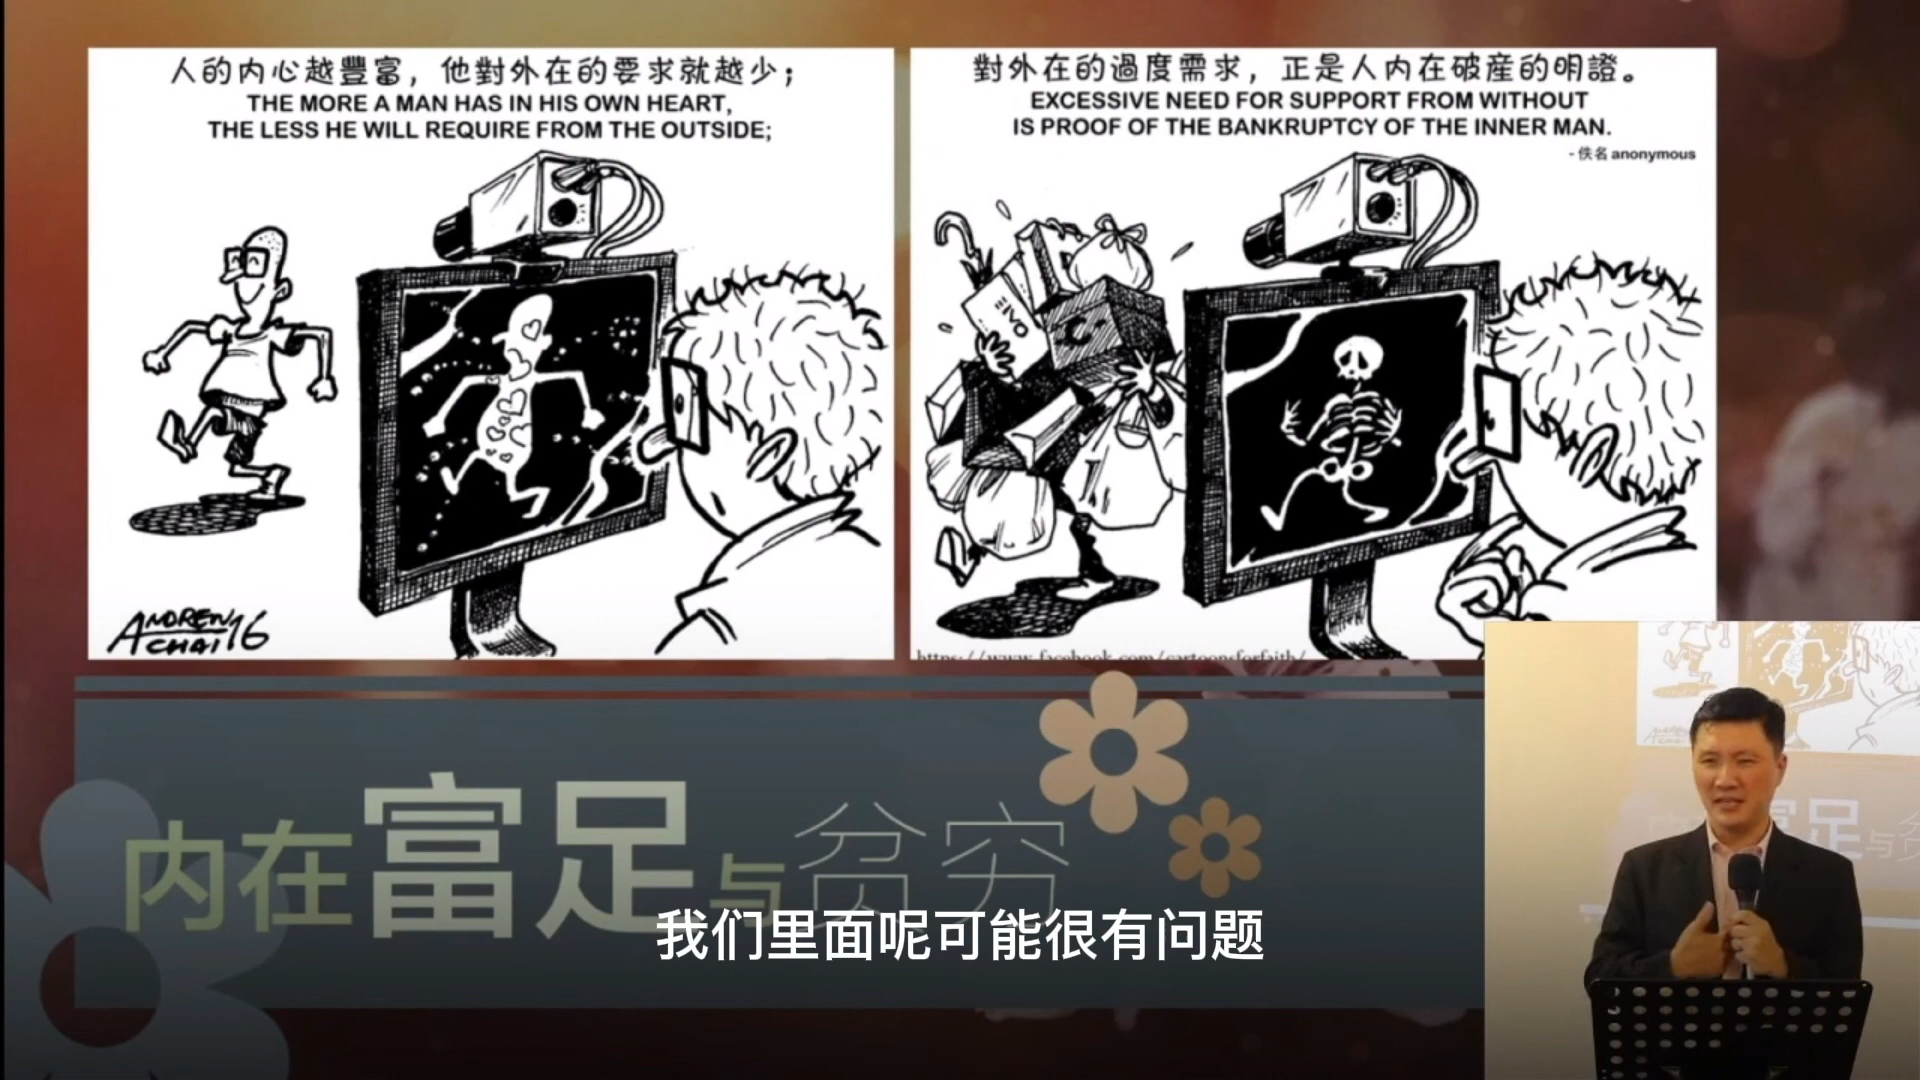 人的内心越豐富，他對外在的要求就越少；
THE MORE A MAN HAS IN HIS OWN HEART,
THE LESS HE WILL REQUIRE FROM THE OUTSIDE;
ANDREW CHAI '16
對外在的過度需求，正是人内在破産的明證。
EXCESSIVE NEED FOR SUPPORT FROM WITHOUT
IS PROOF OF THE BANKRUPTCY OF THE INNER MAN.
- 佚名 anonymous
https://www.facebook.com/cartoonsforfaith/
内在富足与贫穷
我们里面呢可能很有问题